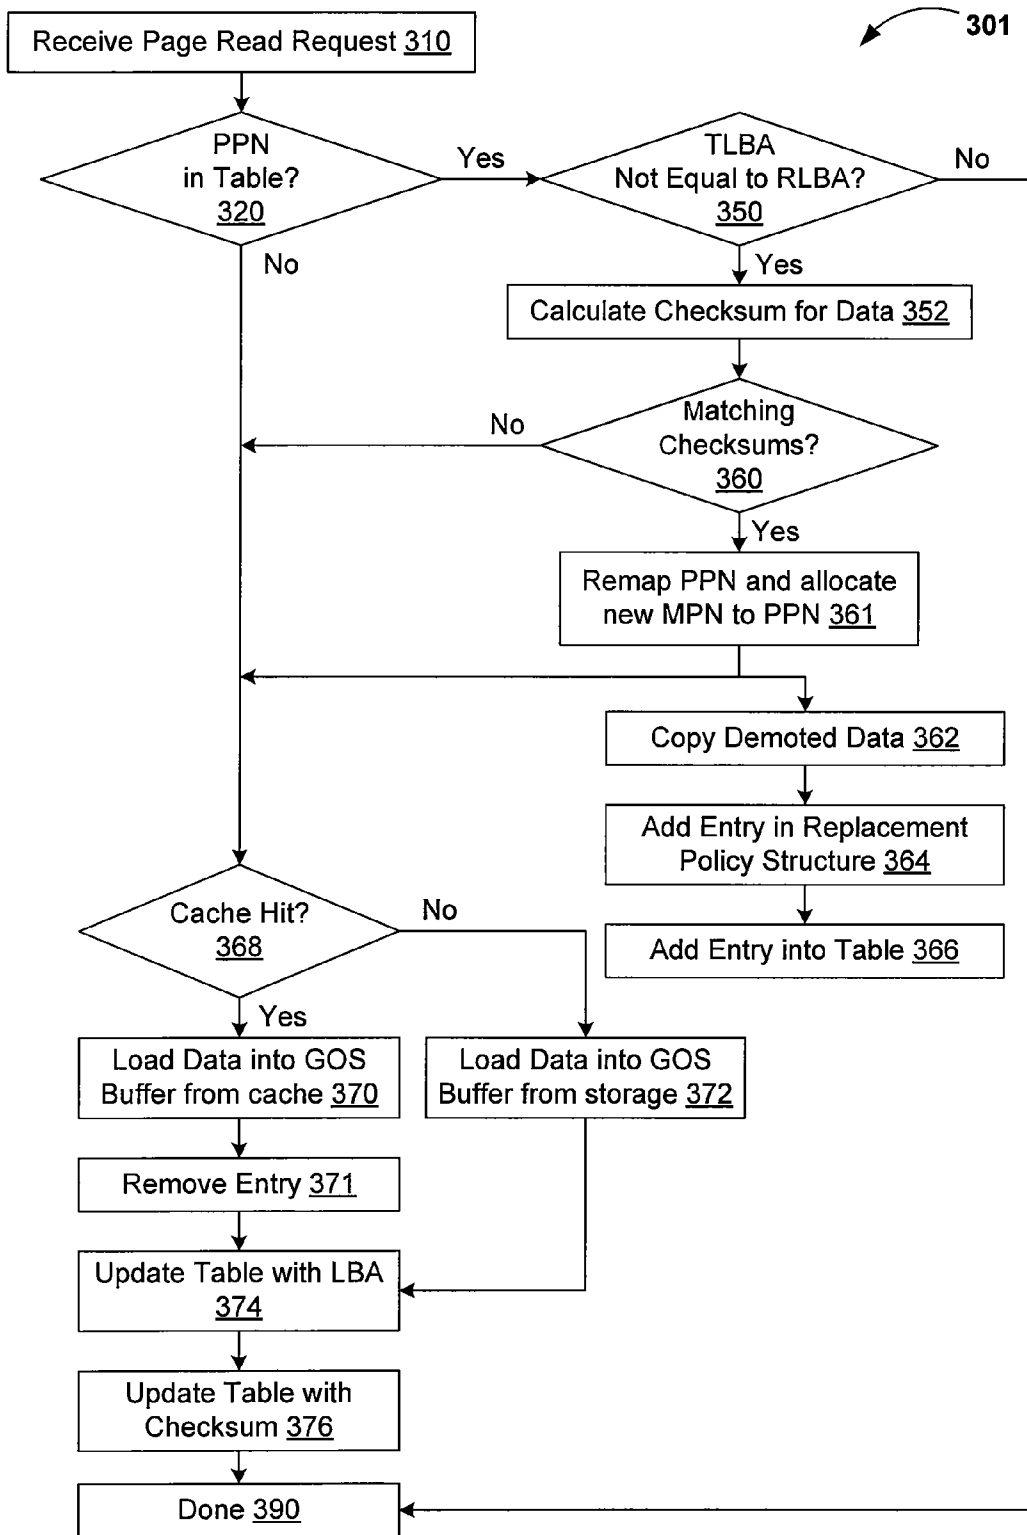 301
Receive Page Read Request 310
PPN
in Table?
320
Yes
TLBA
Not Equal to RLBA?
350
No
No
Yes
Calculate Checksum for Data 352
Matching
Checksums?
360
No
Yes
Remap PPN and allocate
new MPN to PPN 361
Copy Demoted Data 362
Add Entry in Replacement
Policy Structure 364
Add Entry into Table 366
Cache Hit?
368
No
Yes
Load Data into GOS
Buffer from cache 370
Load Data into GOS
Buffer from storage 372
Remove Entry 371
Update Table with LBA
374
Update Table with
Checksum 376
Done 390